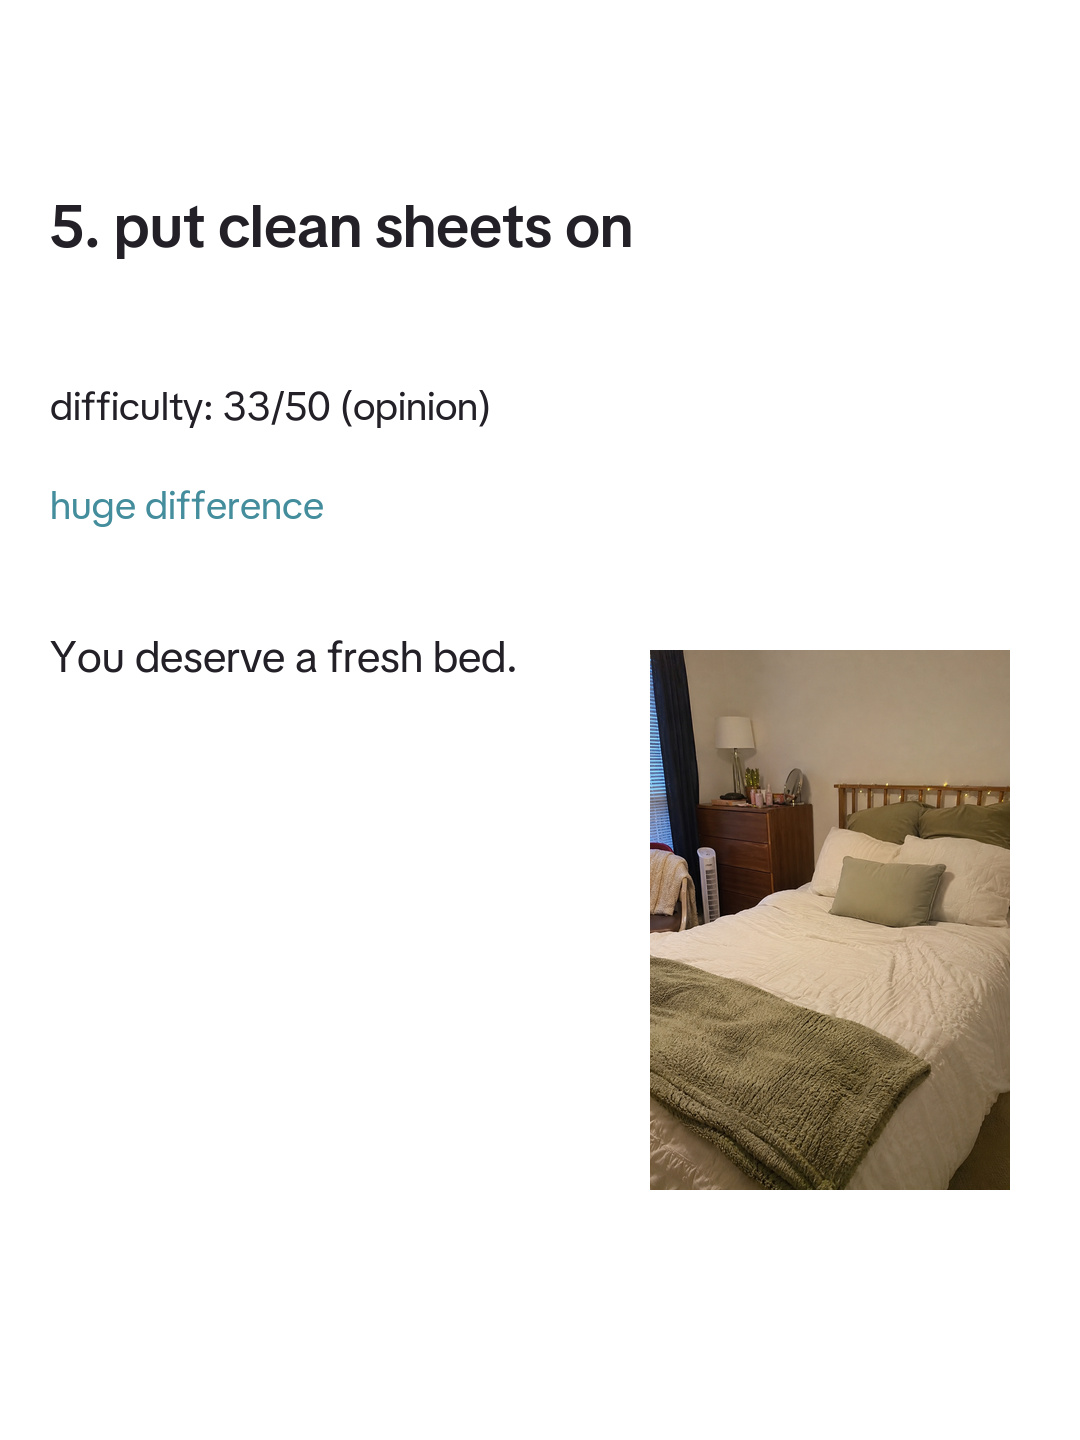 5. put clean sheets on
difficulty: 33/50 (opinion)
huge difference
You deserve a fresh bed.